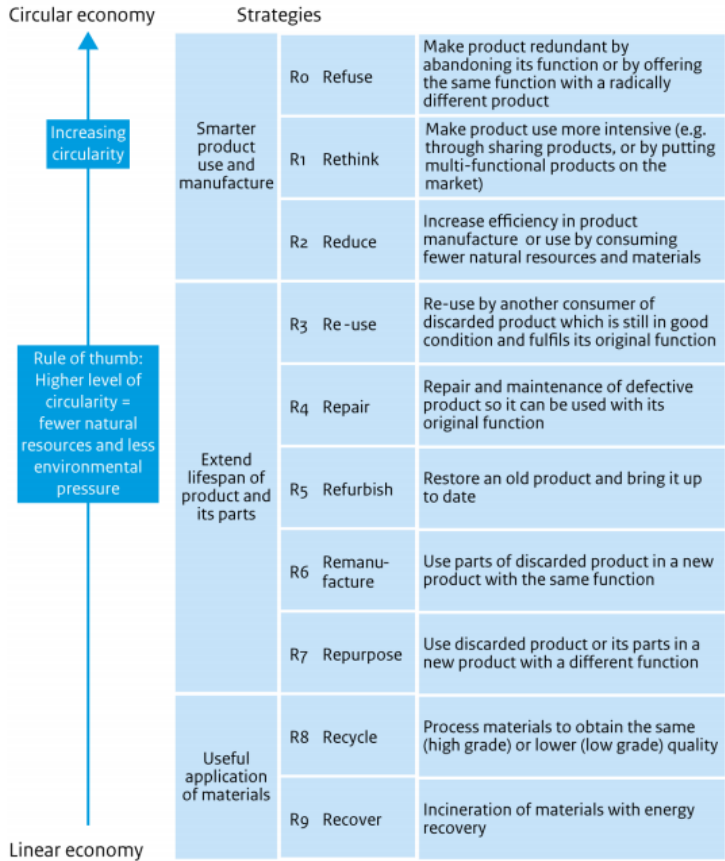 Circular economy
Strategies
Increasing
circularity
Rule of thumb:
Higher level of
circularity =
fewer natural
resources and less
environmental
pressure
Linear economy
Smarter
product
use and
manufacture
R0 Refuse
Make product redundant by
abandoning its function or by offering
the same function with a radically
different product
R1 Rethink
Make product use more intensive (e.g.
through sharing products, or by putting
multi-functional products on the
market)
R2 Reduce
Increase efficiency in product
manufacture or use by consuming
fewer natural resources and materials
Extend
lifespan of
product and
its parts
R3 Re-use
Re-use by another consumer of
discarded product which is still in good
condition and fulfils its original function
R4 Repair
Repair and maintenance of defective
product so it can be used with its
original function
R5 Refurbish
Restore an old product and bring it up
to date
R6 Remanu-
facture
Use parts of discarded product in a new
product with the same function
R7 Repurpose
Use discarded product or its parts in a
new product with a different function
Useful
application
of materials
R8 Recycle
Process materials to obtain the same
(high grade) or lower (low grade) quality
R9 Recover
Incineration of materials with energy
recovery